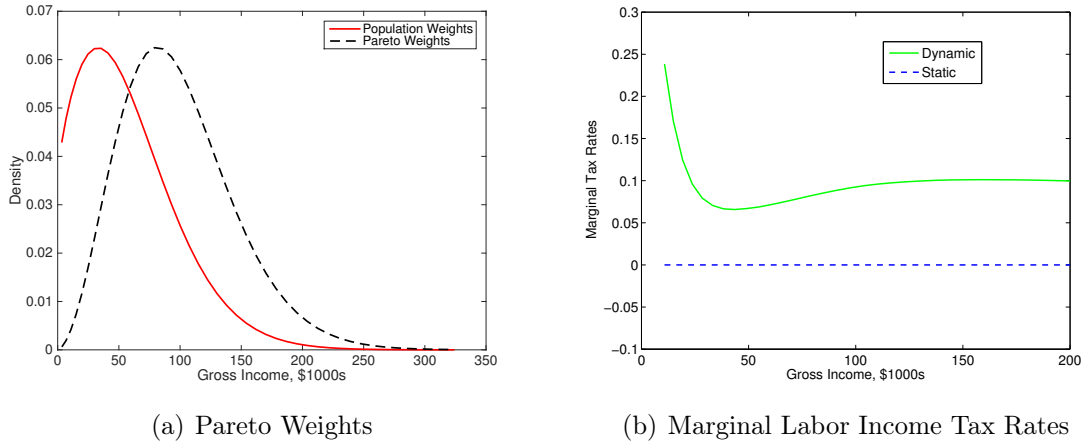 0.07
0.06
0.05
0.04
0.03
0.02
0.01
0
Density
Population Weights
Pareto Weights
0 50 100 150 200 250 300 350
Gross Income, $1000s
(a) Pareto Weights
0.3
0.25
0.2
0.15
0.1
0.05
0
−0.05
−0.1
Marginal Tax Rates
Dynamic
Static
0 50 100 150 200
Gross Income, $1000s
(b) Marginal Labor Income Tax Rates